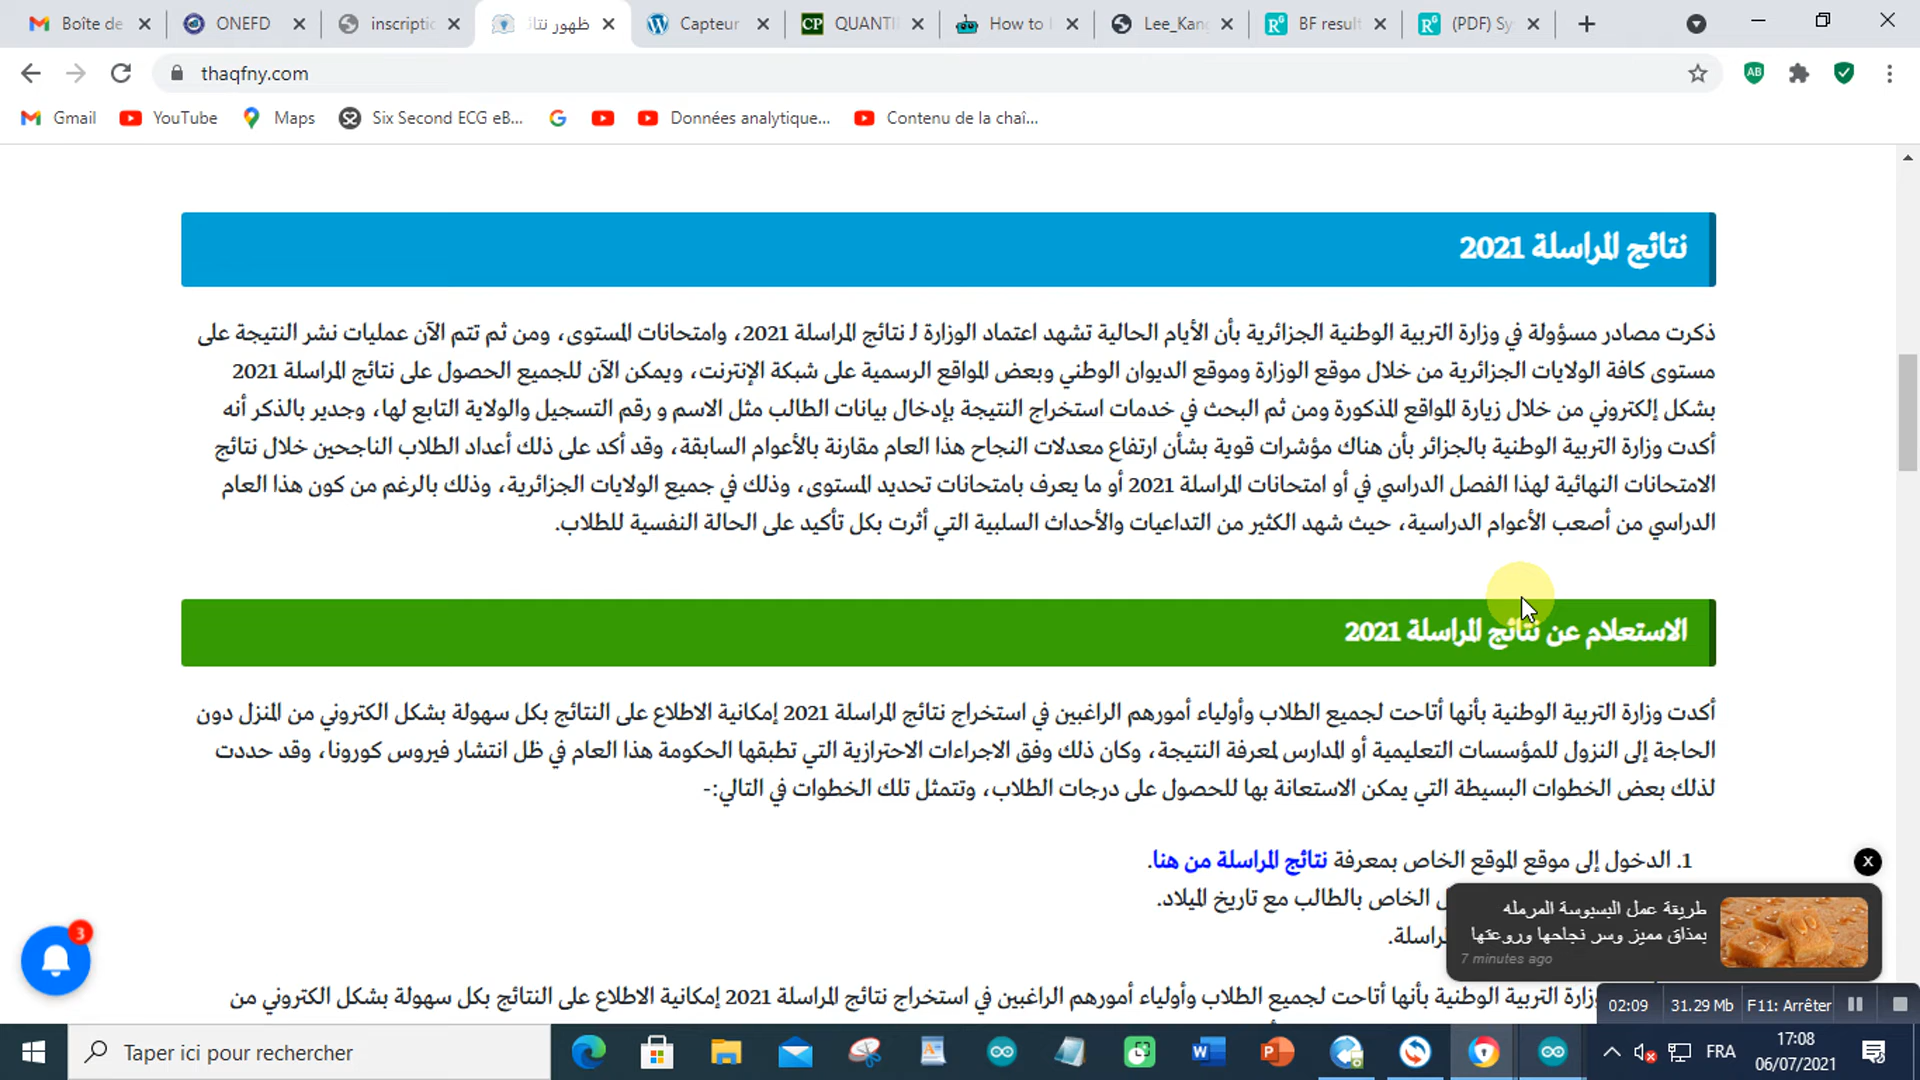 Boîte de
ONEFD
inscriptio
ظهور نتائ
Capteur
QUANTI
How to
Lee_Kang
BF result
(PDF) Sy
thaqfny.com
Gmail
YouTube
Maps
Six Second ECG eB...
Données analytique...
Contenu de la chaî...
نتائج المراسلة 2021
ذكرت مصادر مسؤولة في وزارة التربية الوطنية الجزائرية بأن الأيام الحالية تشهد اعتماد الوزارة لـ نتائج المراسلة 2021، وامتحانات المستوى، ومن ثم تتم الآن عمليات نشر النتيجة على
مستوى كافة الولايات الجزائرية من خلال موقع الوزارة وموقع الديوان الوطني وبعض المواقع الرسمية على شبكة الإنترنت، ويمكن الآن للجميع الحصول على نتائج المراسلة 2021
بشكل إلكتروني من خلال زيارة المواقع المذكورة ومن ثم البحث في خدمات استخراج النتيجة بإدخال بيانات الطالب مثل الاسم و رقم التسجيل والولاية التابع لها، وجدير بالذكر أنه
أكدت وزارة التربية الوطنية بالجزائر بأن هناك مؤشرات قوية بشأن ارتفاع معدلات النجاح هذا العام مقارنة بالأعوام السابقة، وقد أكد على ذلك أعداد الطلاب الناجحين خلال نتائج
الامتحانات النهائية لهذا الفصل الدراسي في أو امتحانات المراسلة 2021 أو ما يعرف بامتحانات تحديد المستوى، وذلك في جميع الولايات الجزائرية، وذلك بالرغم من كون هذا العام
الدراسي من أصعب الأعوام الدراسية، حيث شهد الكثير من التداعيات والأحداث السلبية التي أثرت بكل تأكيد على الحالة النفسية للطلاب.
الاستعلام عن نتائج المراسلة 2021
أكدت وزارة التربية الوطنية بأنها أتاحت لجميع الطلاب وأولياء أمورهم الراغبين في استخراج نتائج المراسلة 2021 إمكانية الاطلاع على النتائج بكل سهولة بشكل الكتروني من المنزل دون
الحاجة إلى النزول للمؤسسات التعليمية أو المدارس لمعرفة النتيجة، وكان ذلك وفق الاجراءات الاحترازية التي تطبقها الحكومة هذا العام في ظل انتشار فيروس كورونا، وقد حددت
لذلك بعض الخطوات البسيطة التي يمكن الاستعانة بها للحصول على درجات الطلاب، وتتمثل تلك الخطوات في التالي:-
1. الدخول إلى موقع الموقع الخاص بمعرفة نتائج المراسلة من هنا.
الخاص بالطالب مع تاريخ الميلاد.
راسلة.
طريقة عمل البسبوسة المرمله
بمذاق مميز وسر نجاحها وروعتها
7 minutes ago
3
وزارة التربية الوطنية بأنها أتاحت لجميع الطلاب وأولياء أمورهم الراغبين في استخراج نتائج المراسلة 2021 إمكانية الاطلاع على النتائج بكل سهولة بشكل الكتروني من
02:09
31.29 Mb
F11: Arrêter
Taper ici pour rechercher
FRA
17:08
06/07/2021